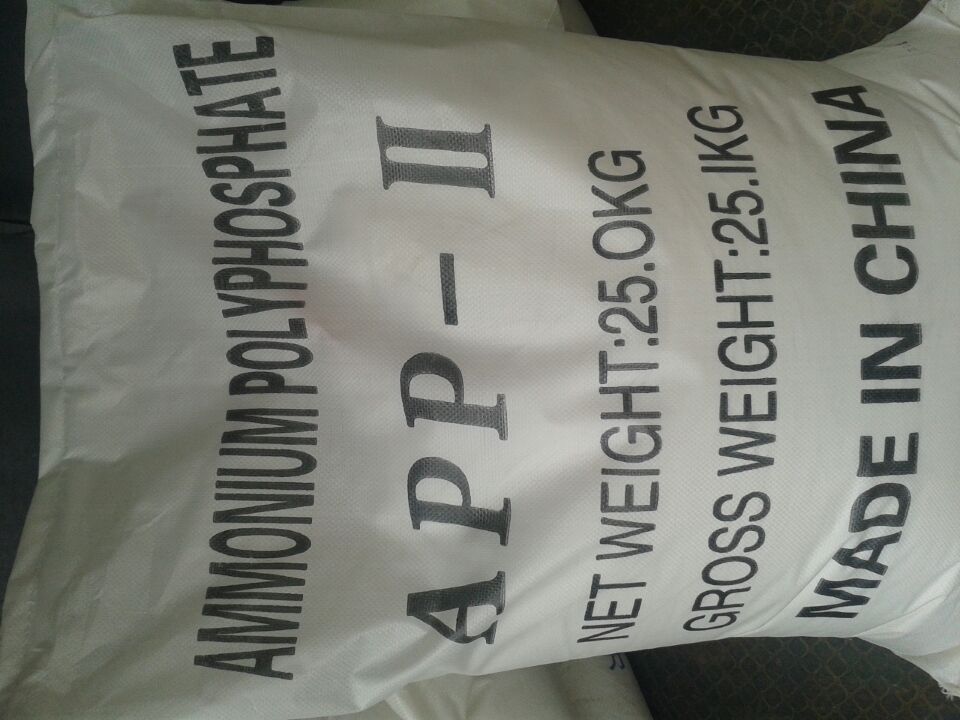 AMMONIUM POLYPHOSPHATE
APP-II
NET WEIGHT:25.0KG
GROSS WEIGHT:25.1KG
MADE IN CHINA